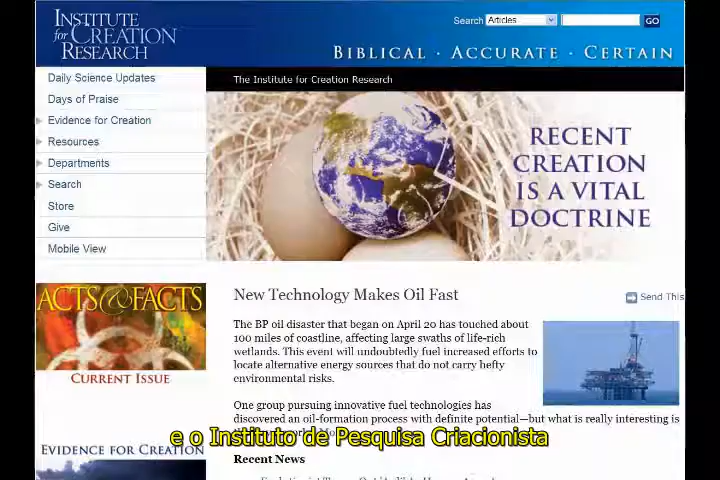 INSTITUTE
for CREATION
RESEARCH
Search Articles GO
BIBLICAL · ACCURATE · CERTAIN
Daily Science Updates
Days of Praise
Evidence for Creation
Resources
Departments
Search
Store
Give
Mobile View
The Institute for Creation Research
RECENT
CREATION
IS A VITAL
DOCTRINE
ACTS & FACTS
CURRENT ISSUE
EVIDENCE FOR CREATION
New Technology Makes Oil Fast
Send This
The BP oil disaster that began on April 20 has touched about
100 miles of coastline, affecting large swaths of life-rich
wetlands. This event will undoubtedly fuel increased efforts to
locate alternative energy sources that do not carry hefty
environmental risks.
One group pursuing innovative fuel technologies has
discovered an oil-formation process with definite potential—but what is really interesting is
e o Instituto de Pesquisa Criacionista
Recent News